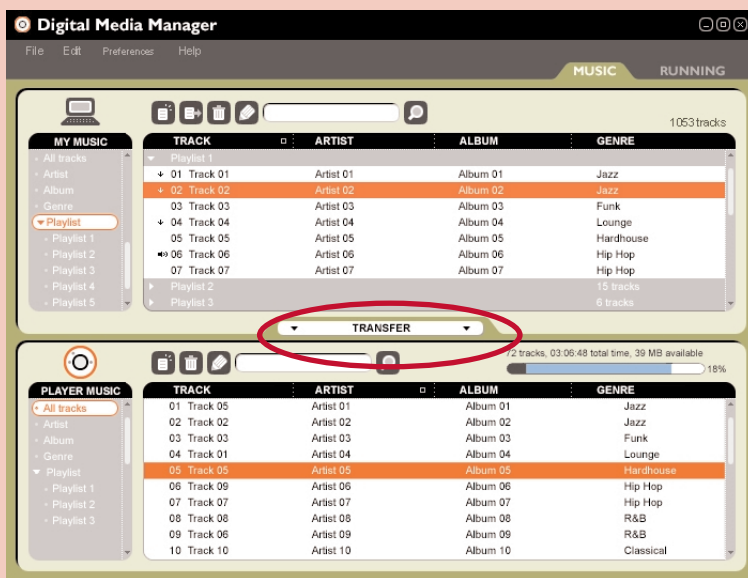 Digital Media Manager
File Edit Preferences Help
MUSIC RUNNING
1053 tracks
MY MUSIC TRACK ARTIST ALBUM GENRE
All tracks Playlist 1
Artist 01 Track 01 Artist 01 Album 01 Jazz
Album 02 Track 02 Artist 02 Album 02 Jazz
Genre 03 Track 03 Artist 03 Album 03 Funk
Playlist 04 Track 04 Artist 04 Album 04 Lounge
Playlist 1 05 Track 05 Artist 05 Album 05 Hardhouse
Playlist 2 06 Track 06 Artist 06 Album 06 Hip Hop
Playlist 3 07 Track 07 Artist 07 Album 07 Hip Hop
Playlist 4 Playlist 2 15 tracks
Playlist 5 Playlist 3 6 tracks
TRANSFER
72 tracks, 03:06:48 total time, 39 MB available
18%
PLAYER MUSIC TRACK ARTIST ALBUM GENRE
All tracks 01 Track 05 Artist 01 Album 01 Jazz
Artist 02 Track 02 Artist 02 Album 02 Jazz
Album 03 Track 03 Artist 03 Album 03 Funk
Genre 04 Track 01 Artist 04 Album 04 Lounge
Playlist 05 Track 05 Artist 05 Album 05 Hardhouse
Playlist 1 06 Track 09 Artist 06 Album 06 Hip Hop
Playlist 2 07 Track 07 Artist 07 Album 07 Hip Hop
Playlist 3 08 Track 08 Artist 08 Album 08 R&B
09 Track 06 Artist 09 Album 09 R&B
10 Track 10 Artist 10 Album 10 Classical